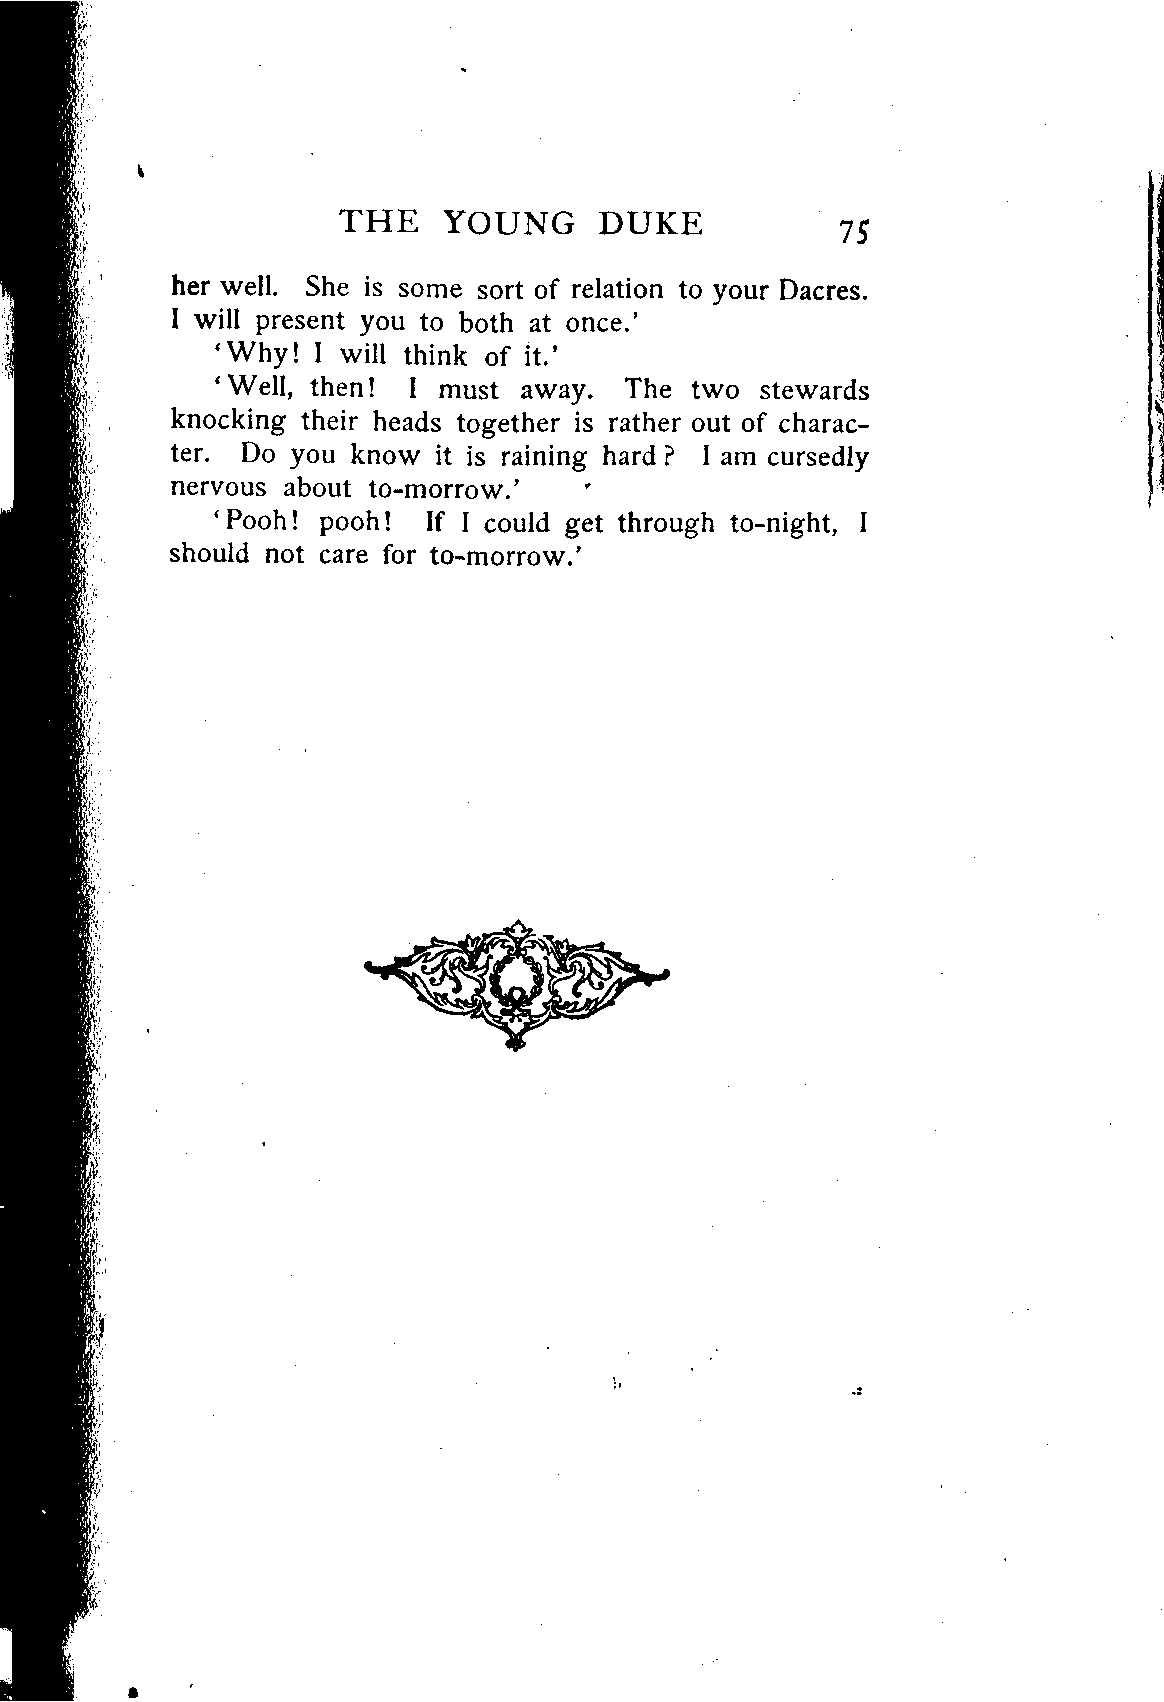 THE YOUNG DUKE 75
her well. She is some sort of relation to your Dacres.
I will present you to both at once.’
‘Why! I will think of it.’
‘Well, then! I must away. The two stewards
knocking their heads together is rather out of charac-
ter. Do you know it is raining hard? I am cursedly
nervous about to-morrow.’
‘Pooh! pooh! If I could get through to-night, I
should not care for to-morrow.’